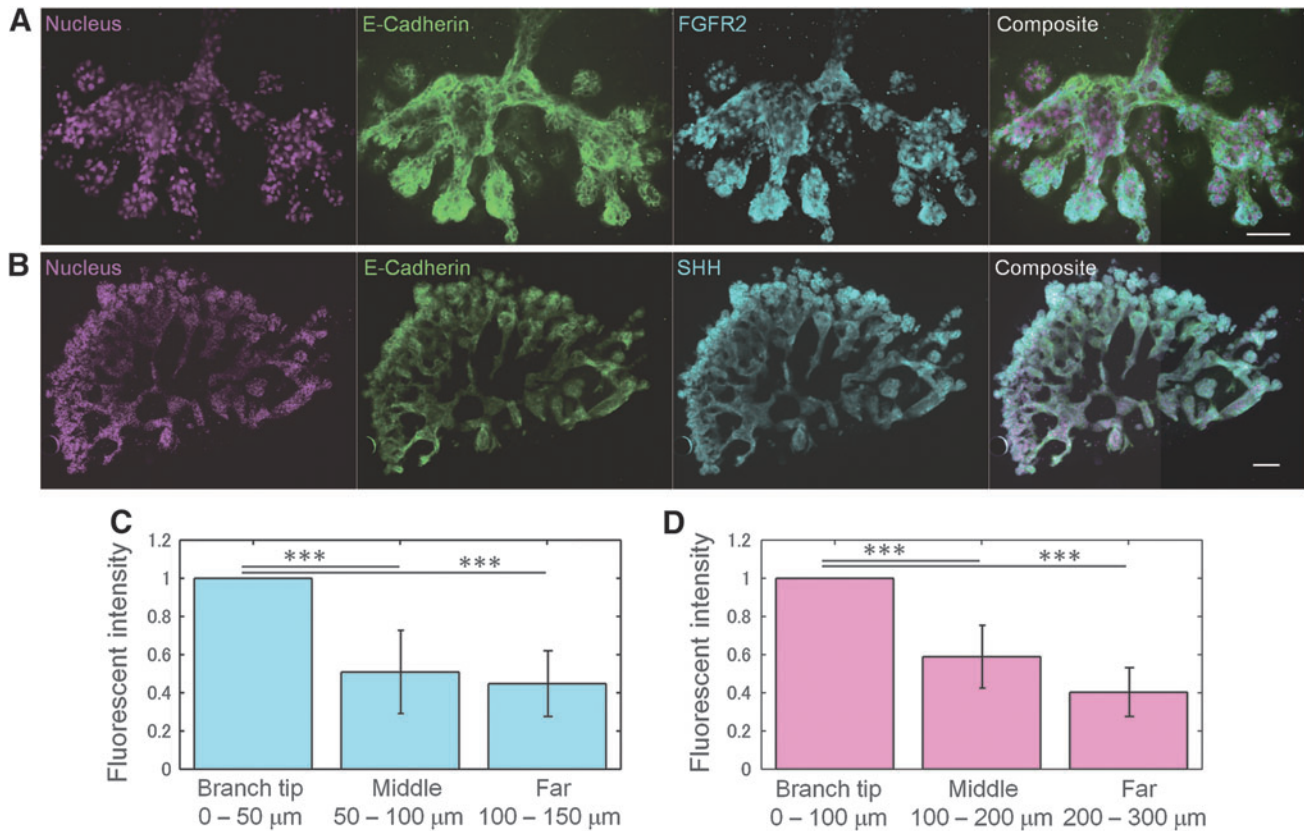 A
Nucleus
E-Cadherin
FGFR2
Composite
B
Nucleus
E-Cadherin
SHH
Composite
C
Fluorescent intensity
1.2
1
0.8
0.6
0.4
0.2
0
***
***
Branch tip
0 – 50 μm
Middle
50 – 100 μm
Far
100 – 150 μm
D
Fluorescent intensity
1.2
1
0.8
0.6
0.4
0.2
0
***
***
Branch tip
0 – 100 μm
Middle
100 – 200 μm
Far
200 – 300 μm